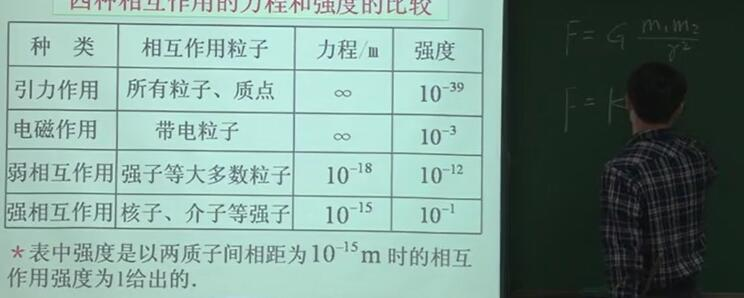 四种相互作用的力程和强度的比较
种 类 相互作用粒子 力程/m 强度
引力作用 所有粒子、质点 ∞ 10⁻³⁹
电磁作用 带电粒子 ∞ 10⁻³
弱相互作用 强子等大多数粒子 10⁻¹⁸ 10⁻¹²
强相互作用 核子、介子等强子 10⁻¹⁵ 10⁻¹
*表中强度是以两质子间相距为10⁻¹⁵m 时的相互
作用强度为1给出的.
F=G m₁m₂/r²
F=K